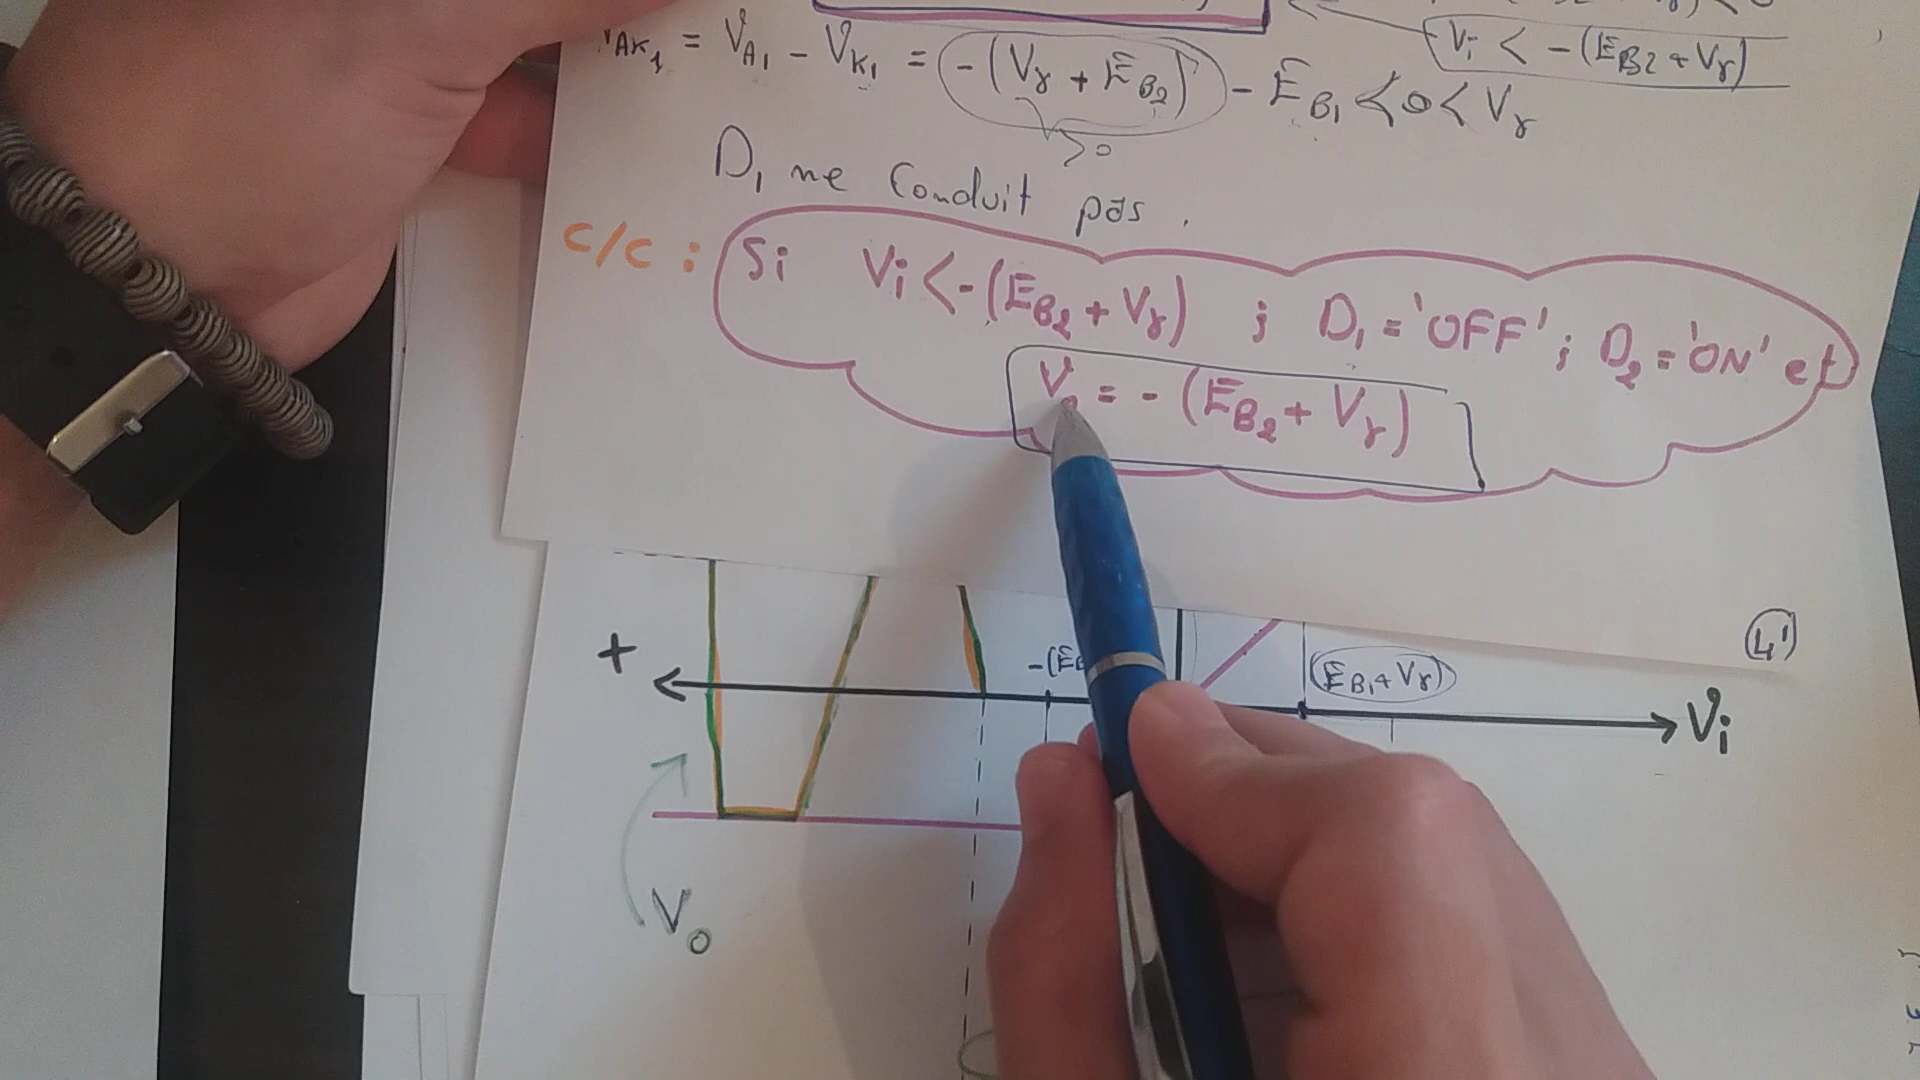 Vi < -(EB2 + Vγ)
VAK1 = VA1 - VK1 = -(Vγ + EB2) - EB1 < 0 < Vγ
> 0
D1 ne Conduit pas.
C/C : Si Vi < -(EB2 + Vγ) ; D1 = 'OFF' ; D2 = 'ON' et
Vo = -(EB2 + Vγ)
4'
+
(EB1 + Vγ)
Vi
Vo